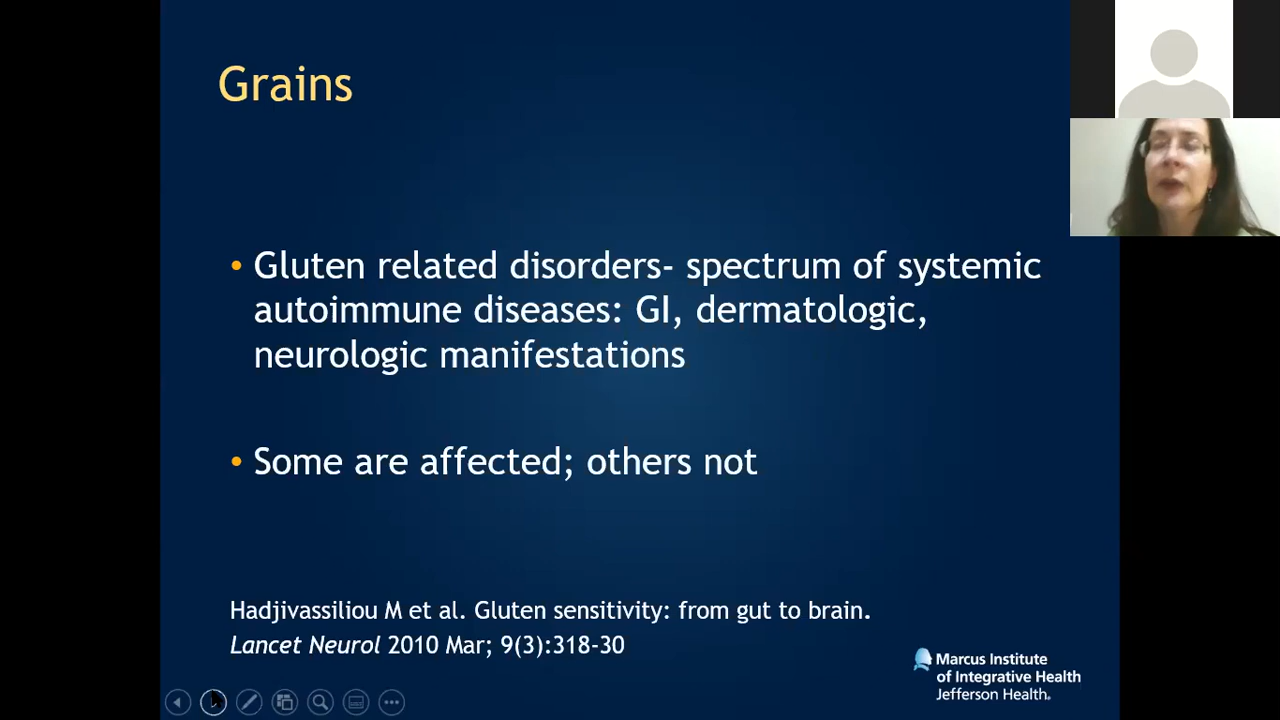 Grains
• Gluten related disorders- spectrum of systemic
autoimmune diseases: GI, dermatologic,
neurologic manifestations
• Some are affected; others not
Hadjivassiliou M et al. Gluten sensitivity: from gut to brain.
Lancet Neurol 2010 Mar; 9(3):318-30
Marcus Institute
of Integrative Health
Jefferson Health.